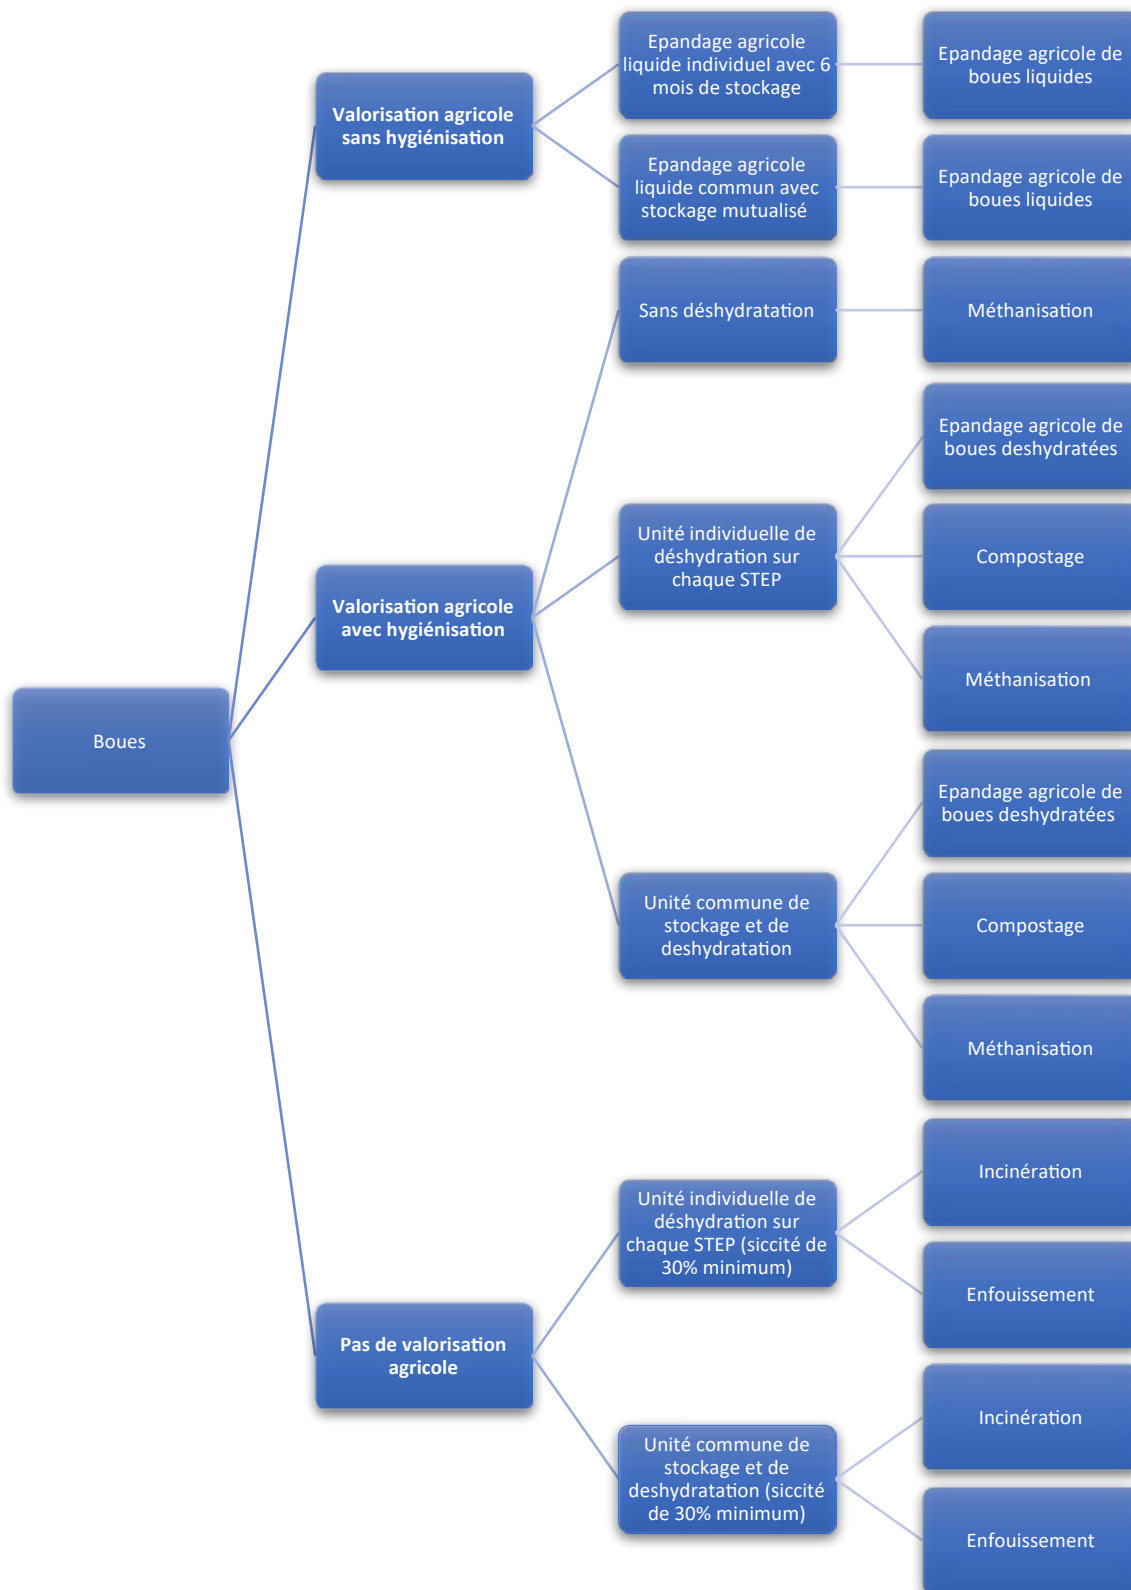 Boues
Valorisation agricole
sans hygiénisation
Epandage agricole
liquide individuel avec 6
mois de stockage
Epandage agricole de
boues liquides
Epandage agricole
liquide commun avec
stockage mutualisé
Epandage agricole de
boues liquides
Valorisation agricole
avec hygiénisation
Sans déshydratation
Méthanisation
Unité individuelle de
déshydration sur
chaque STEP
Epandage agricole de
boues deshydratées
Compostage
Méthanisation
Unité commune de
stockage et de
deshydratation
Epandage agricole de
boues deshydratées
Compostage
Méthanisation
Pas de valorisation
agricole
Unité individuelle de
déshydration sur
chaque STEP (siccité de
30% minimum)
Incinération
Enfouissement
Unité commune de
stockage et de
deshydratation (siccité
de 30% minimum)
Incinération
Enfouissement